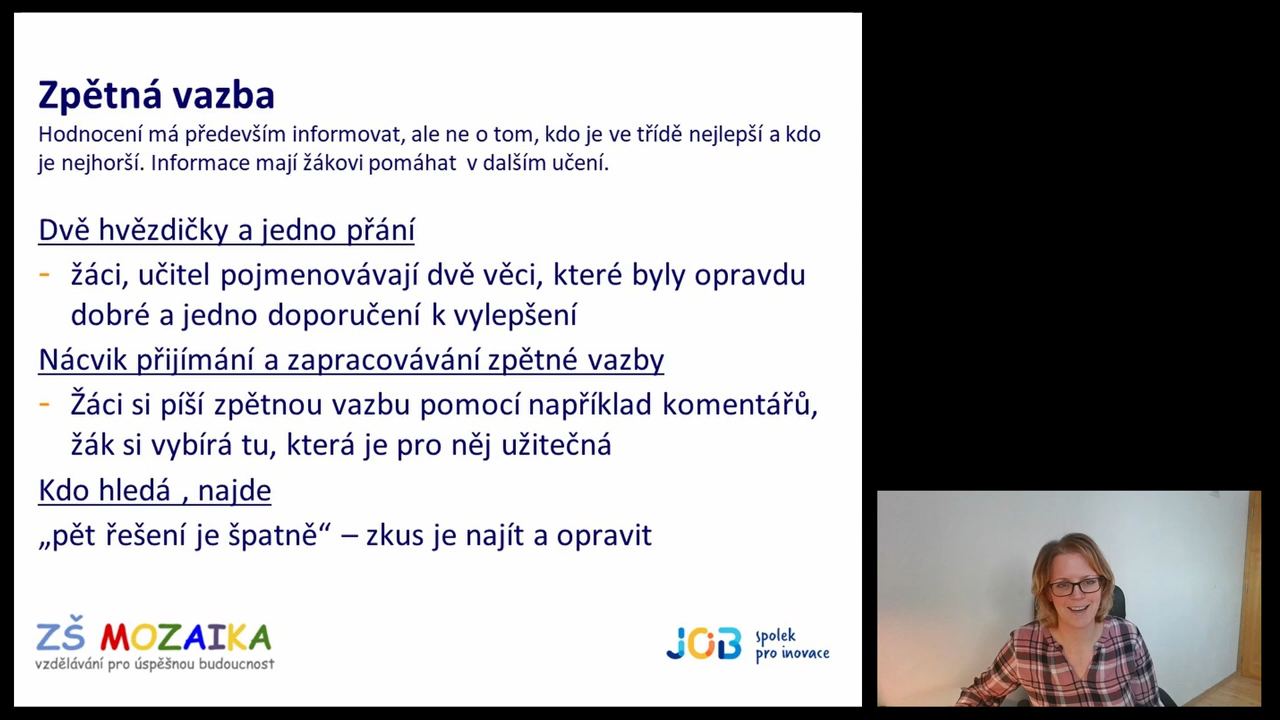 Zpětná vazba
Hodnocení má především informovat, ale ne o tom, kdo je ve třídě nejlepší a kdo
je nejhorší. Informace mají žákovi pomáhat v dalším učení.
Dvě hvězdičky a jedno přání
- žáci, učitel pojmenovávají dvě věci, které byly opravdu
dobré a jedno doporučení k vylepšení
Nácvik přijímání a zapracovávání zpětné vazby
- Žáci si píší zpětnou vazbu pomocí například komentářů,
žák si vybírá tu, která je pro něj užitečná
Kdo hledá , najde
„pět řešení je špatně“ – zkus je najít a opravit
ZŠ MOZAIKA
vzdělávání pro úspěšnou budoucnost
JOB spolek
pro inovace